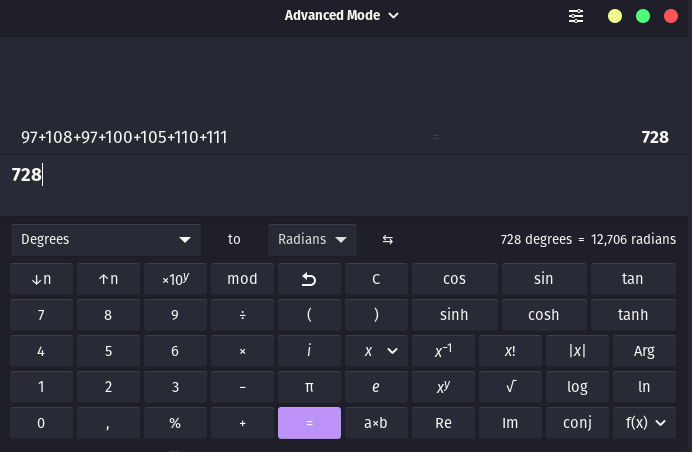 Advanced Mode
97+108+97+100+105+110+111 = 728
728
Degrees to Radians ⇆ 728 degrees = 12,706 radians
↓n ↑n ×10^y mod C cos sin tan
7 8 9 ÷ ( ) sinh cosh tanh
4 5 6 × i x x⁻¹ x! |x| Arg
1 2 3 − π e x^y √ log ln
0 , % + = a×b Re Im conj f(x)